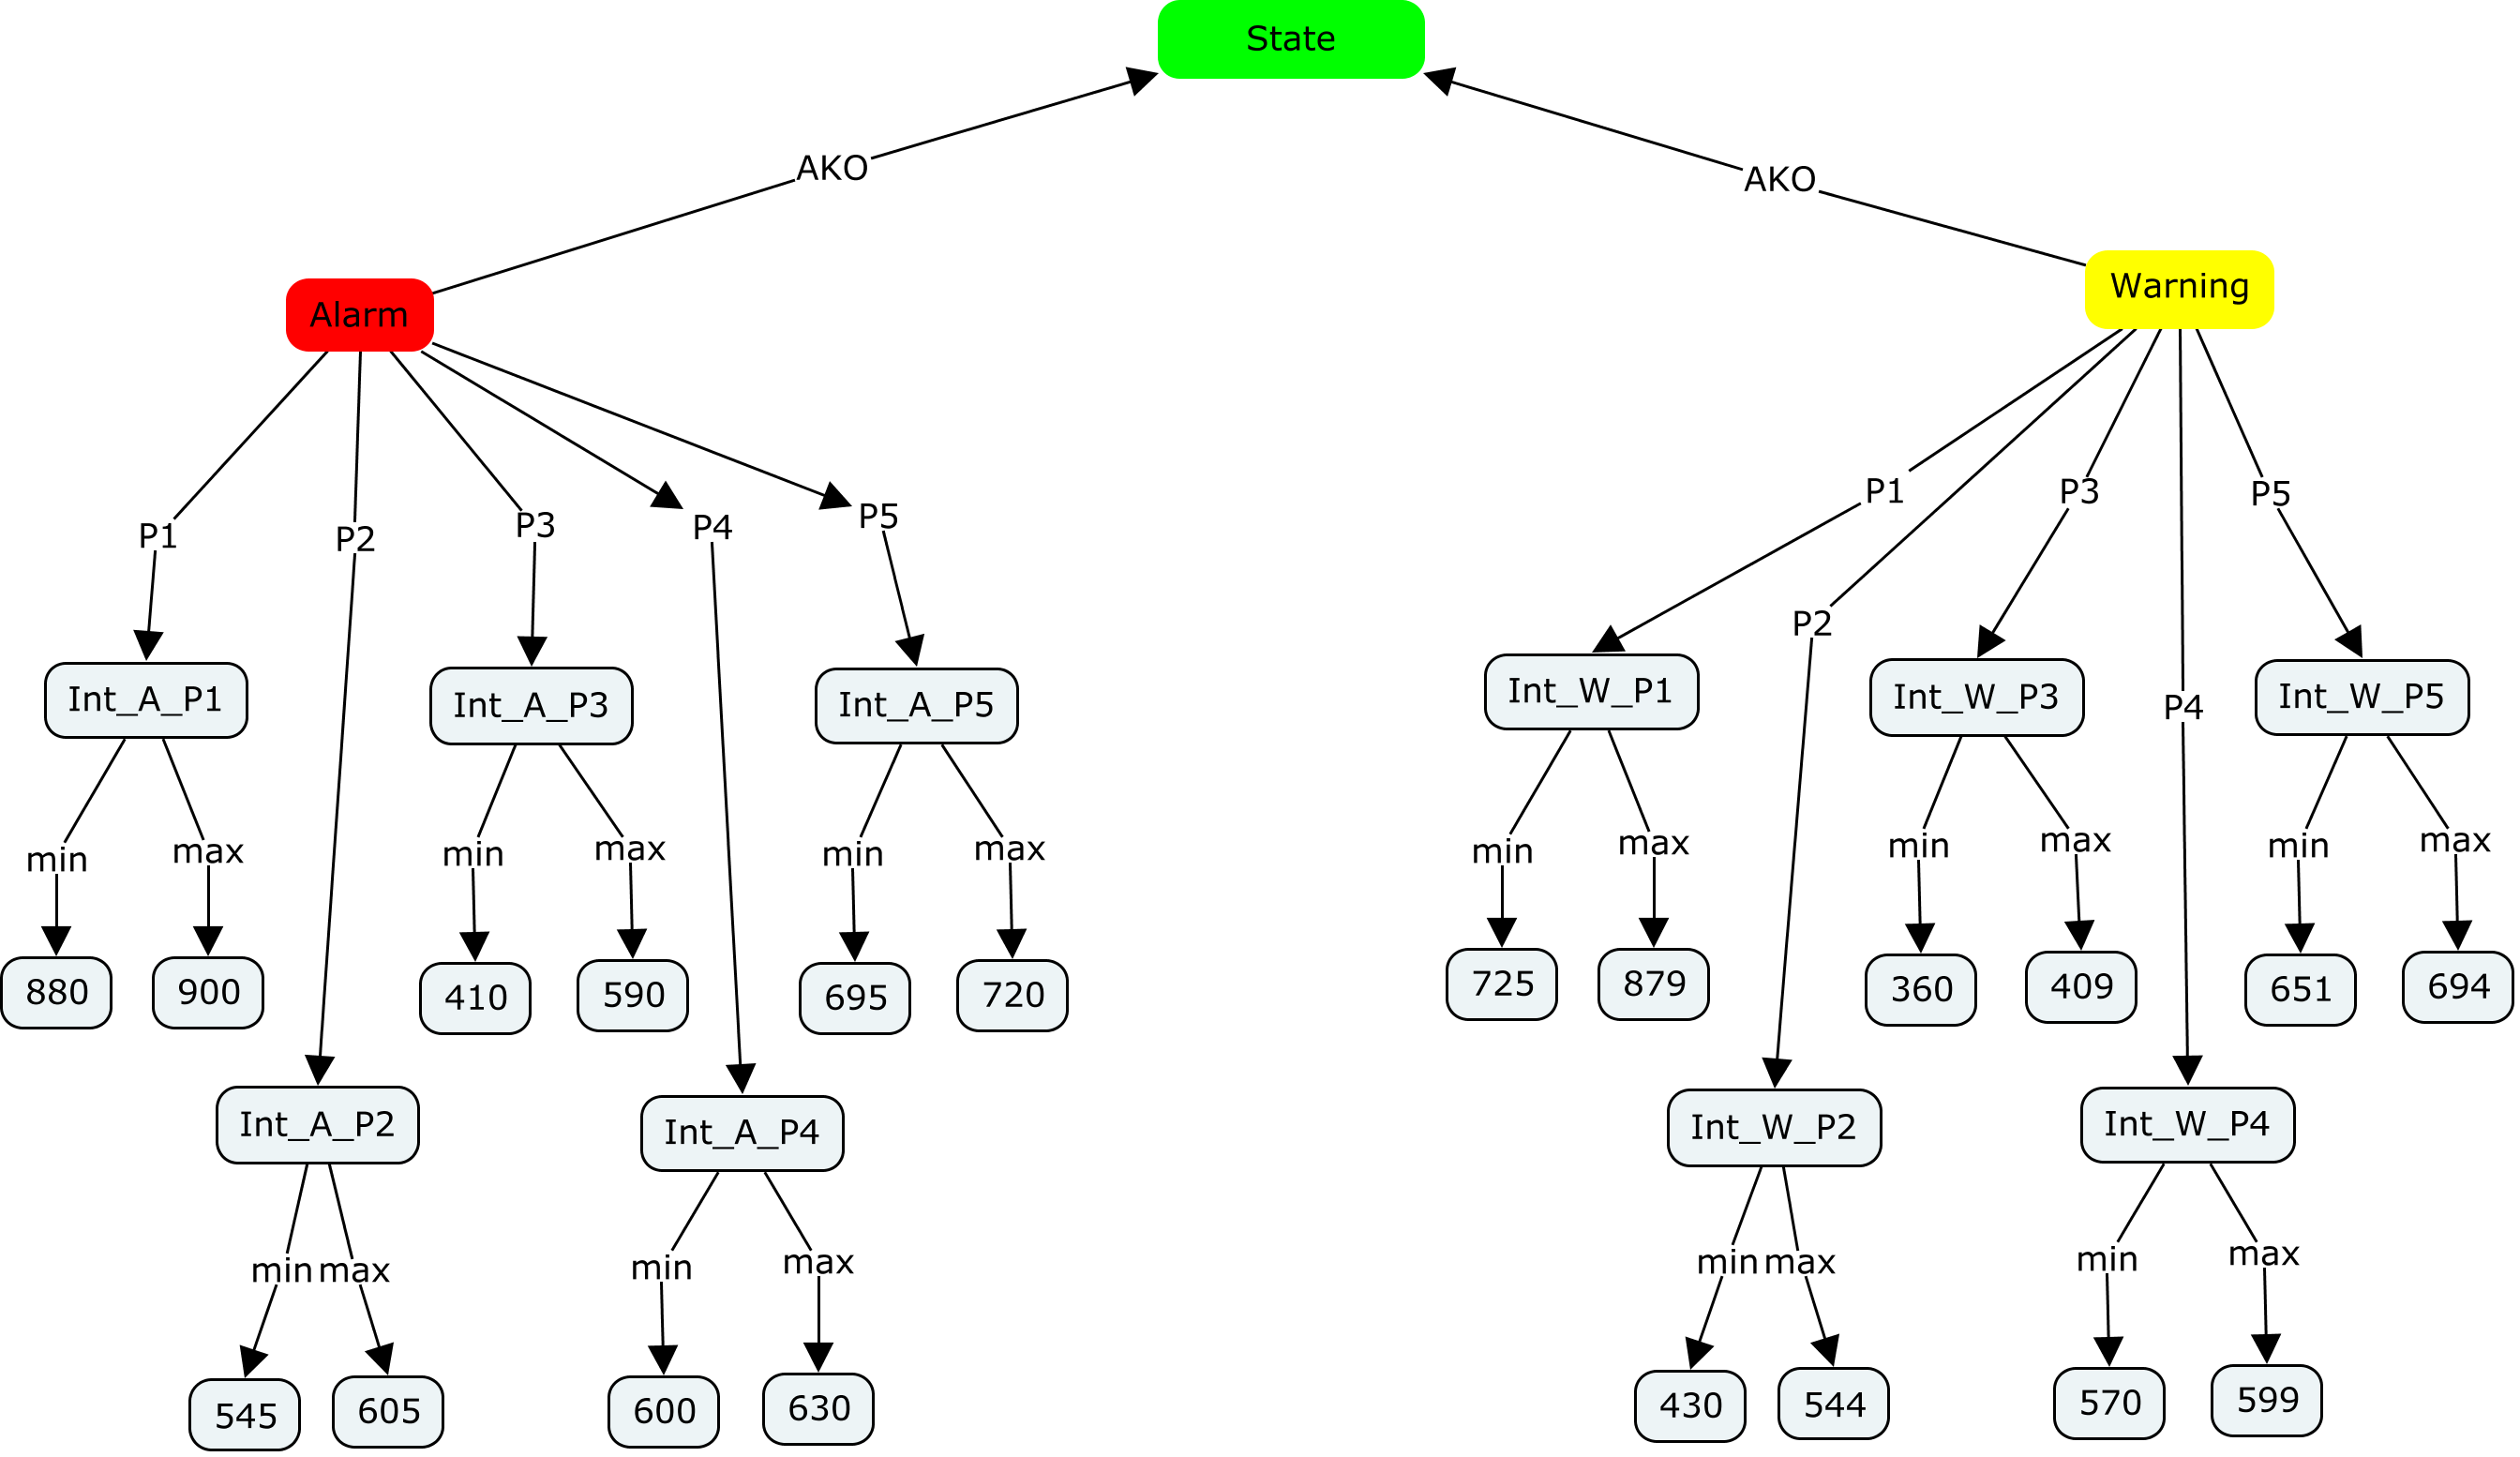 State
AKO
AKO
Warning
Alarm
P1
P3
P5
P5
P3
P4
P1
P2
P2
Int_W_P1
Int_W_P3
Int_W_P5
Int_A_P1
Int_A_P3
Int_A_P5
P4
min
max
min
max
min
max
min
max
min
max
min
max
880
900
410
590
695
720
725
879
360
409
651
694
Int_A_P2
Int_A_P4
Int_W_P2
Int_W_P4
min
max
min
max
min
max
min
max
545
605
600
630
430
544
570
599